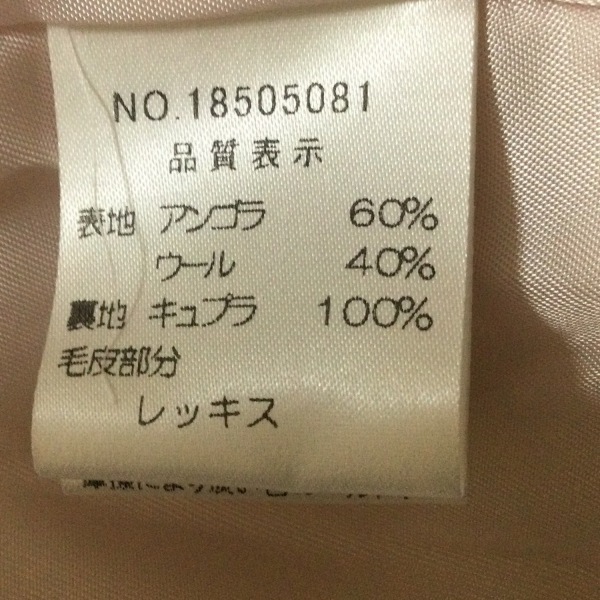 NO.18505081
品質表示
表地 アンゴラ 60%
ウール 40%
裏地 キュプラ 100%
毛皮部分
レッキス